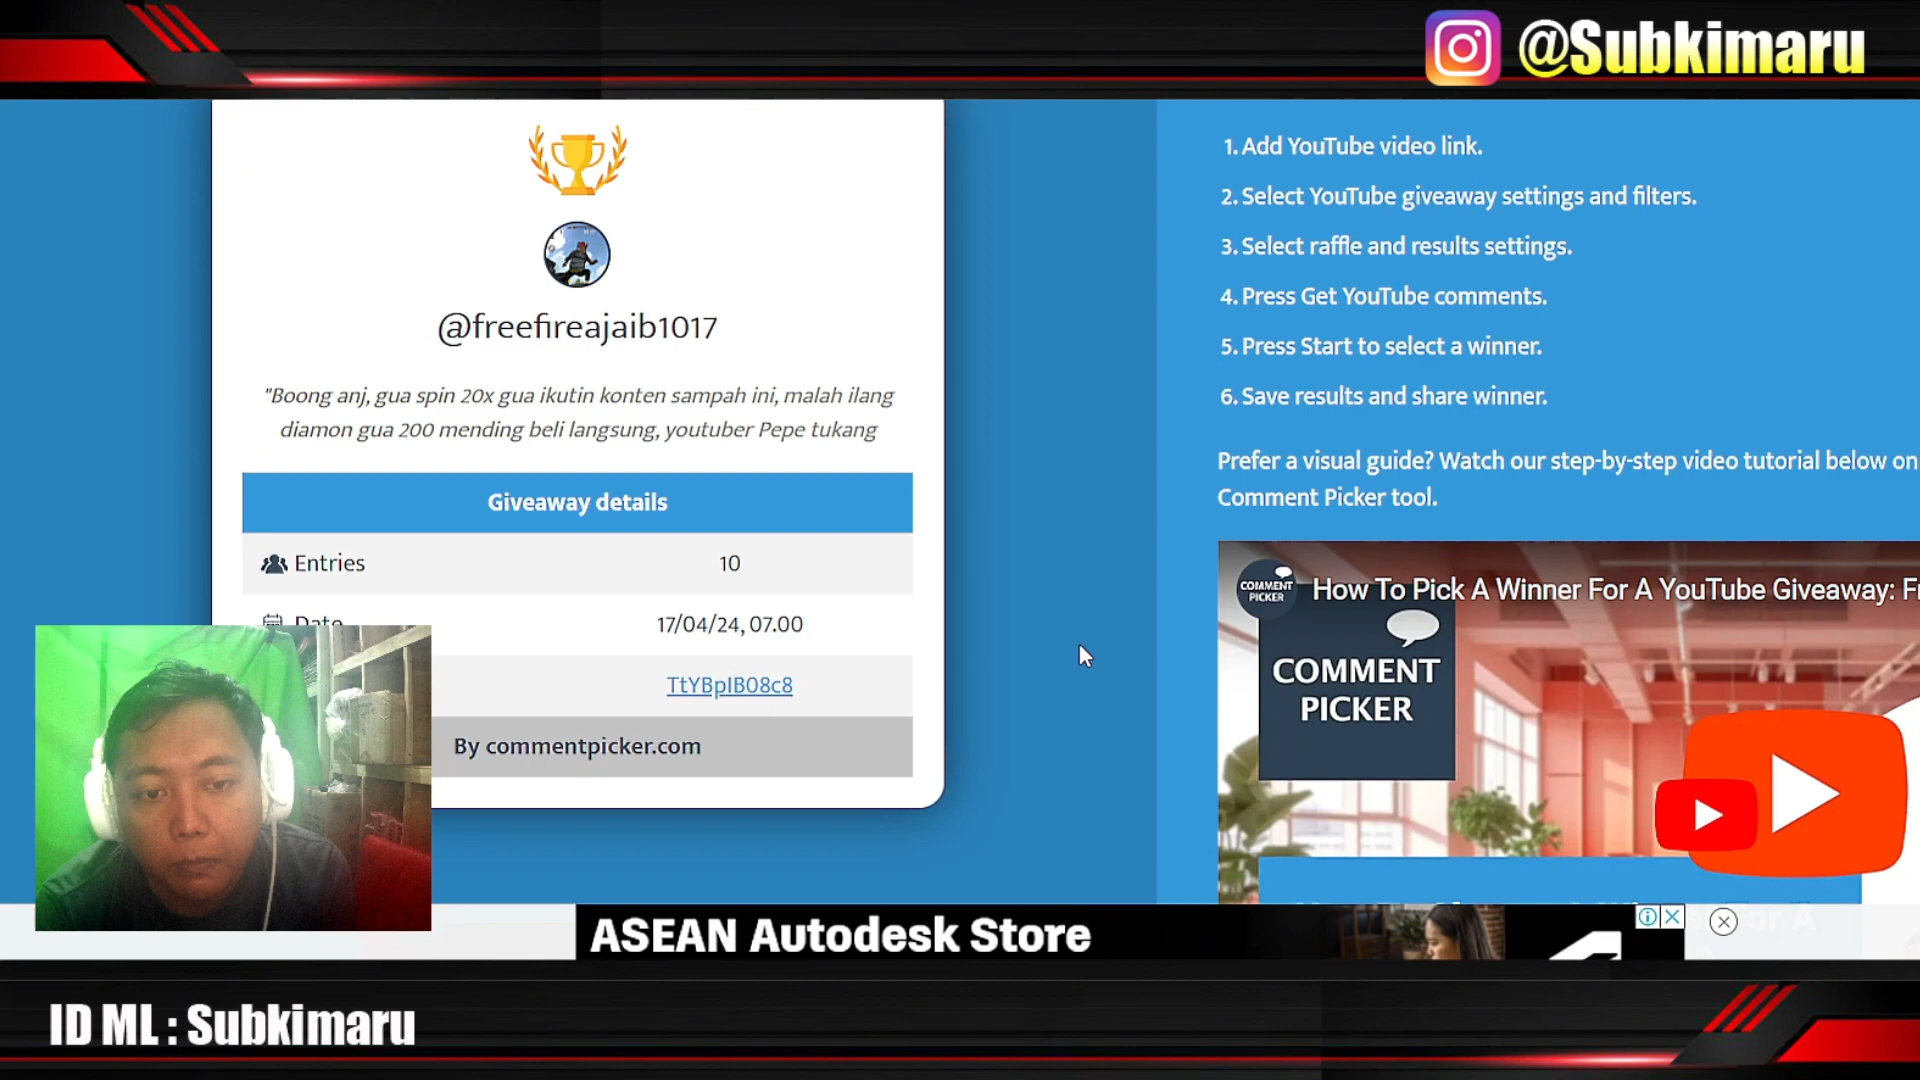 @Subkimaru
@freefireajaib1017
"Boong anj, gua spin 20x gua ikutin konten sampah ini, malah ilang
diamon gua 200 mending beli langsung, youtuber Pepe tukang
Giveaway details
Entries 10
Date 17/04/24, 07.00
TtYBpIB08c8
By commentpicker.com
1. Add YouTube video link.
2. Select YouTube giveaway settings and filters.
3. Select raffle and results settings.
4. Press Get YouTube comments.
5. Press Start to select a winner.
6. Save results and share winner.
Prefer a visual guide? Watch our step-by-step video tutorial below on
Comment Picker tool.
COMMENT
PICKER
How To Pick A Winner For A YouTube Giveaway:
COMMENT
PICKER
ASEAN Autodesk Store
ID ML : Subkimaru